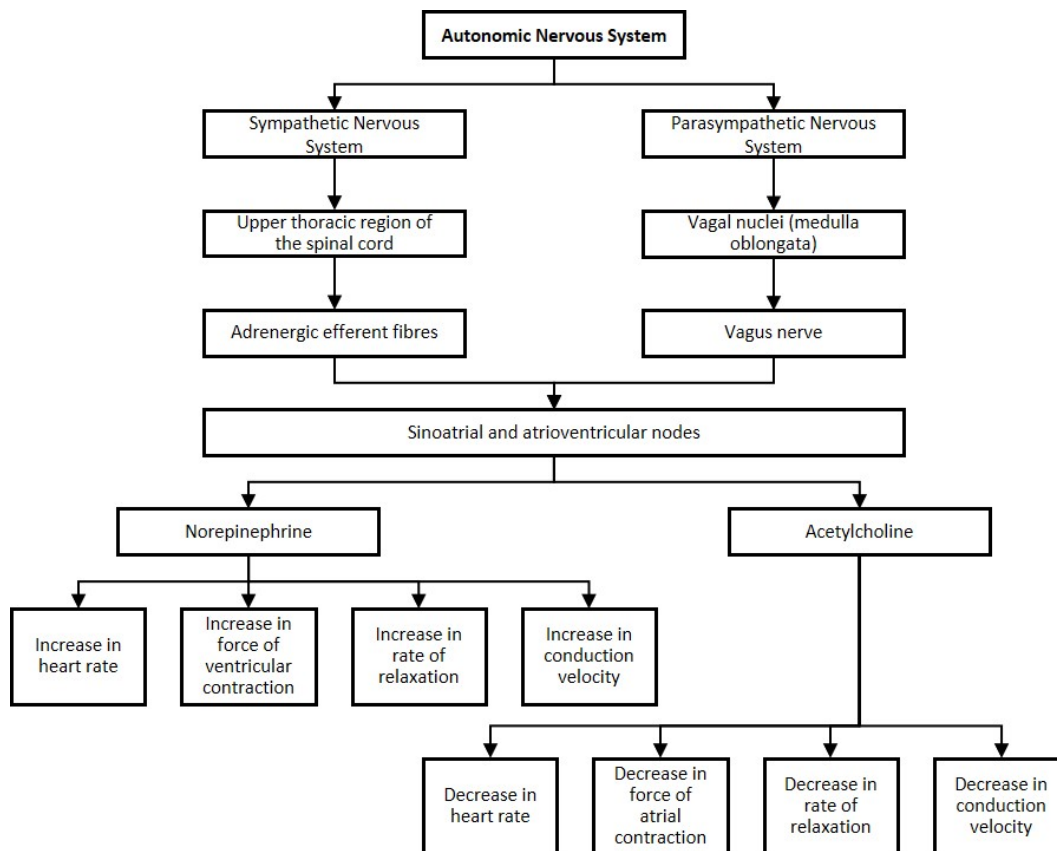 Autonomic Nervous System
Sympathetic Nervous
System
Parasympathetic Nervous
System
Upper thoracic region of
the spinal cord
Vagal nuclei (medulla
oblongata)
Adrenergic efferent fibres
Vagus nerve
Sinoatrial and atrioventricular nodes
Norepinephrine
Acetylcholine
Increase in
heart rate
Increase in
force of
ventricular
contraction
Increase in
rate of
relaxation
Increase in
conduction
velocity
Decrease in
heart rate
Decrease in
force of
atrial
contraction
Decrease in
rate of
relaxation
Decrease in
conduction
velocity